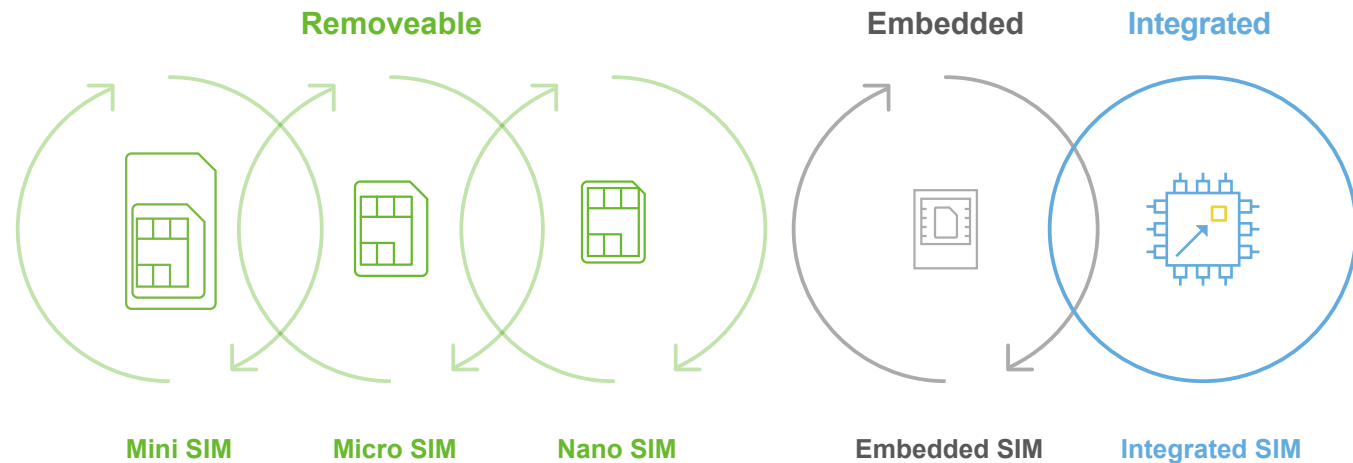 Removeable
Embedded
Integrated
Mini SIM
Micro SIM
Nano SIM
Embedded SIM
Integrated SIM